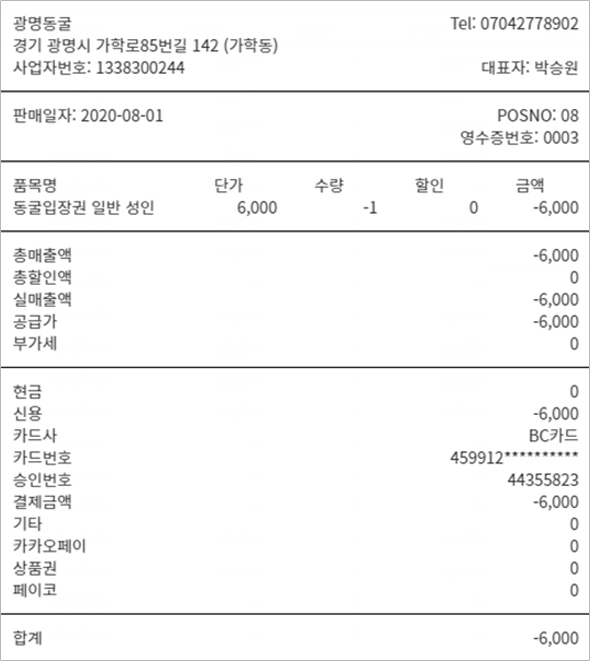 광명동굴 Tel: 07042778902
경기 광명시 가학로85번길 142 (가학동)
사업자번호: 1338300244 대표자: 박승원
판매일자: 2020-08-01 POSNO: 08
영수증번호: 0003
품목명 단가 수량 할인 금액
동굴입장권 일반 성인 6,000 -1 0 -6,000
총매출액 -6,000
총할인액 0
실매출액 -6,000
공급가 -6,000
부가세 0
현금 0
신용 -6,000
카드사 BC카드
카드번호 459912**********
승인번호 44355823
결제금액 -6,000
기타 0
카카오페이 0
상품권 0
페이코 0
합계 -6,000